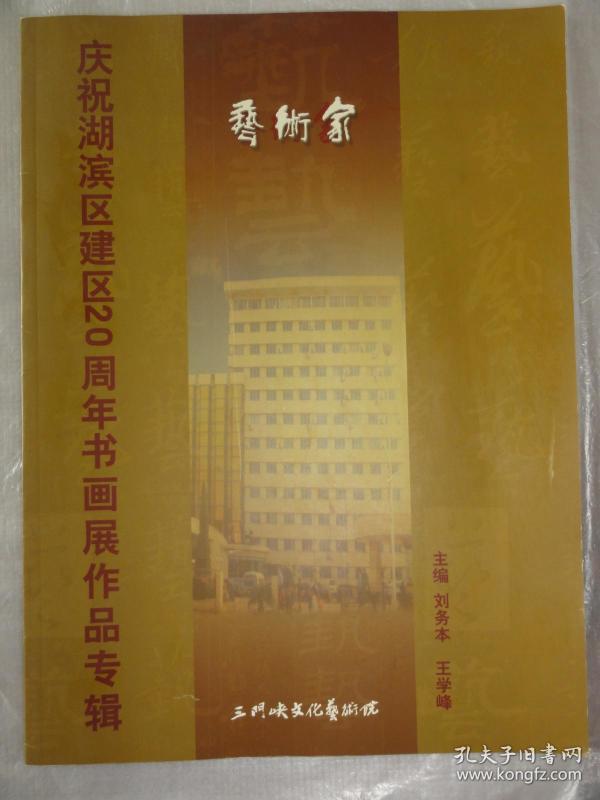 藝術家
庆祝湖滨区建区20周年书画展作品专辑
主编 刘务本 王学峰
三門峡文化藝術院
孔夫子旧书网
www.kongfz.com